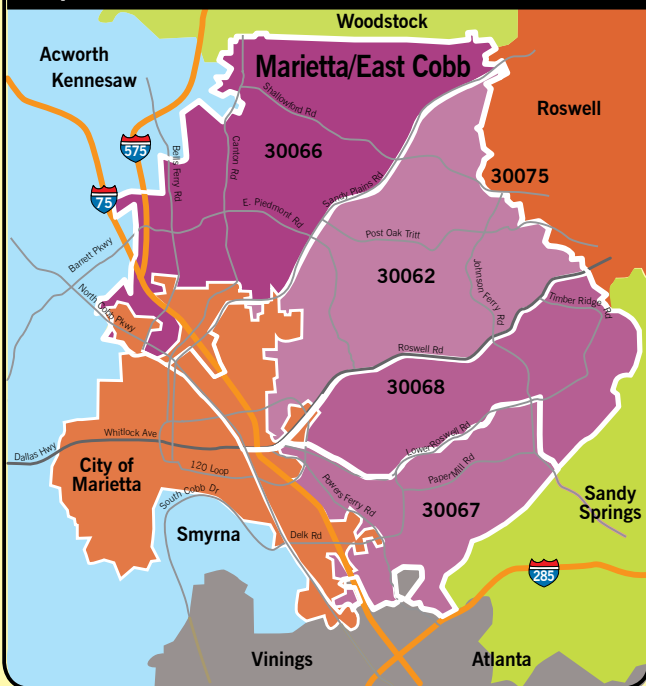 Woodstock
Acworth
Kennesaw
Marietta/East Cobb
Roswell
Shallowford Rd
575
Bells Ferry Rd
Canton Rd
30066
30075
75
Sandy Plains Rd
E. Piedmont Rd
Post Oak Tritt
Barrett Pkwy
30062
Johnson Ferry Rd
North Cobb Pkwy
Timber Ridge Rd
Roswell Rd
30068
Whitlock Ave
Dallas Hwy
Lower Roswell Rd
City of
Marietta
120 Loop
Paper Mill Rd
Powers Ferry Rd
South Cobb Dr
30067
Sandy
Springs
Smyrna
Delk Rd
285
Vinings
Atlanta